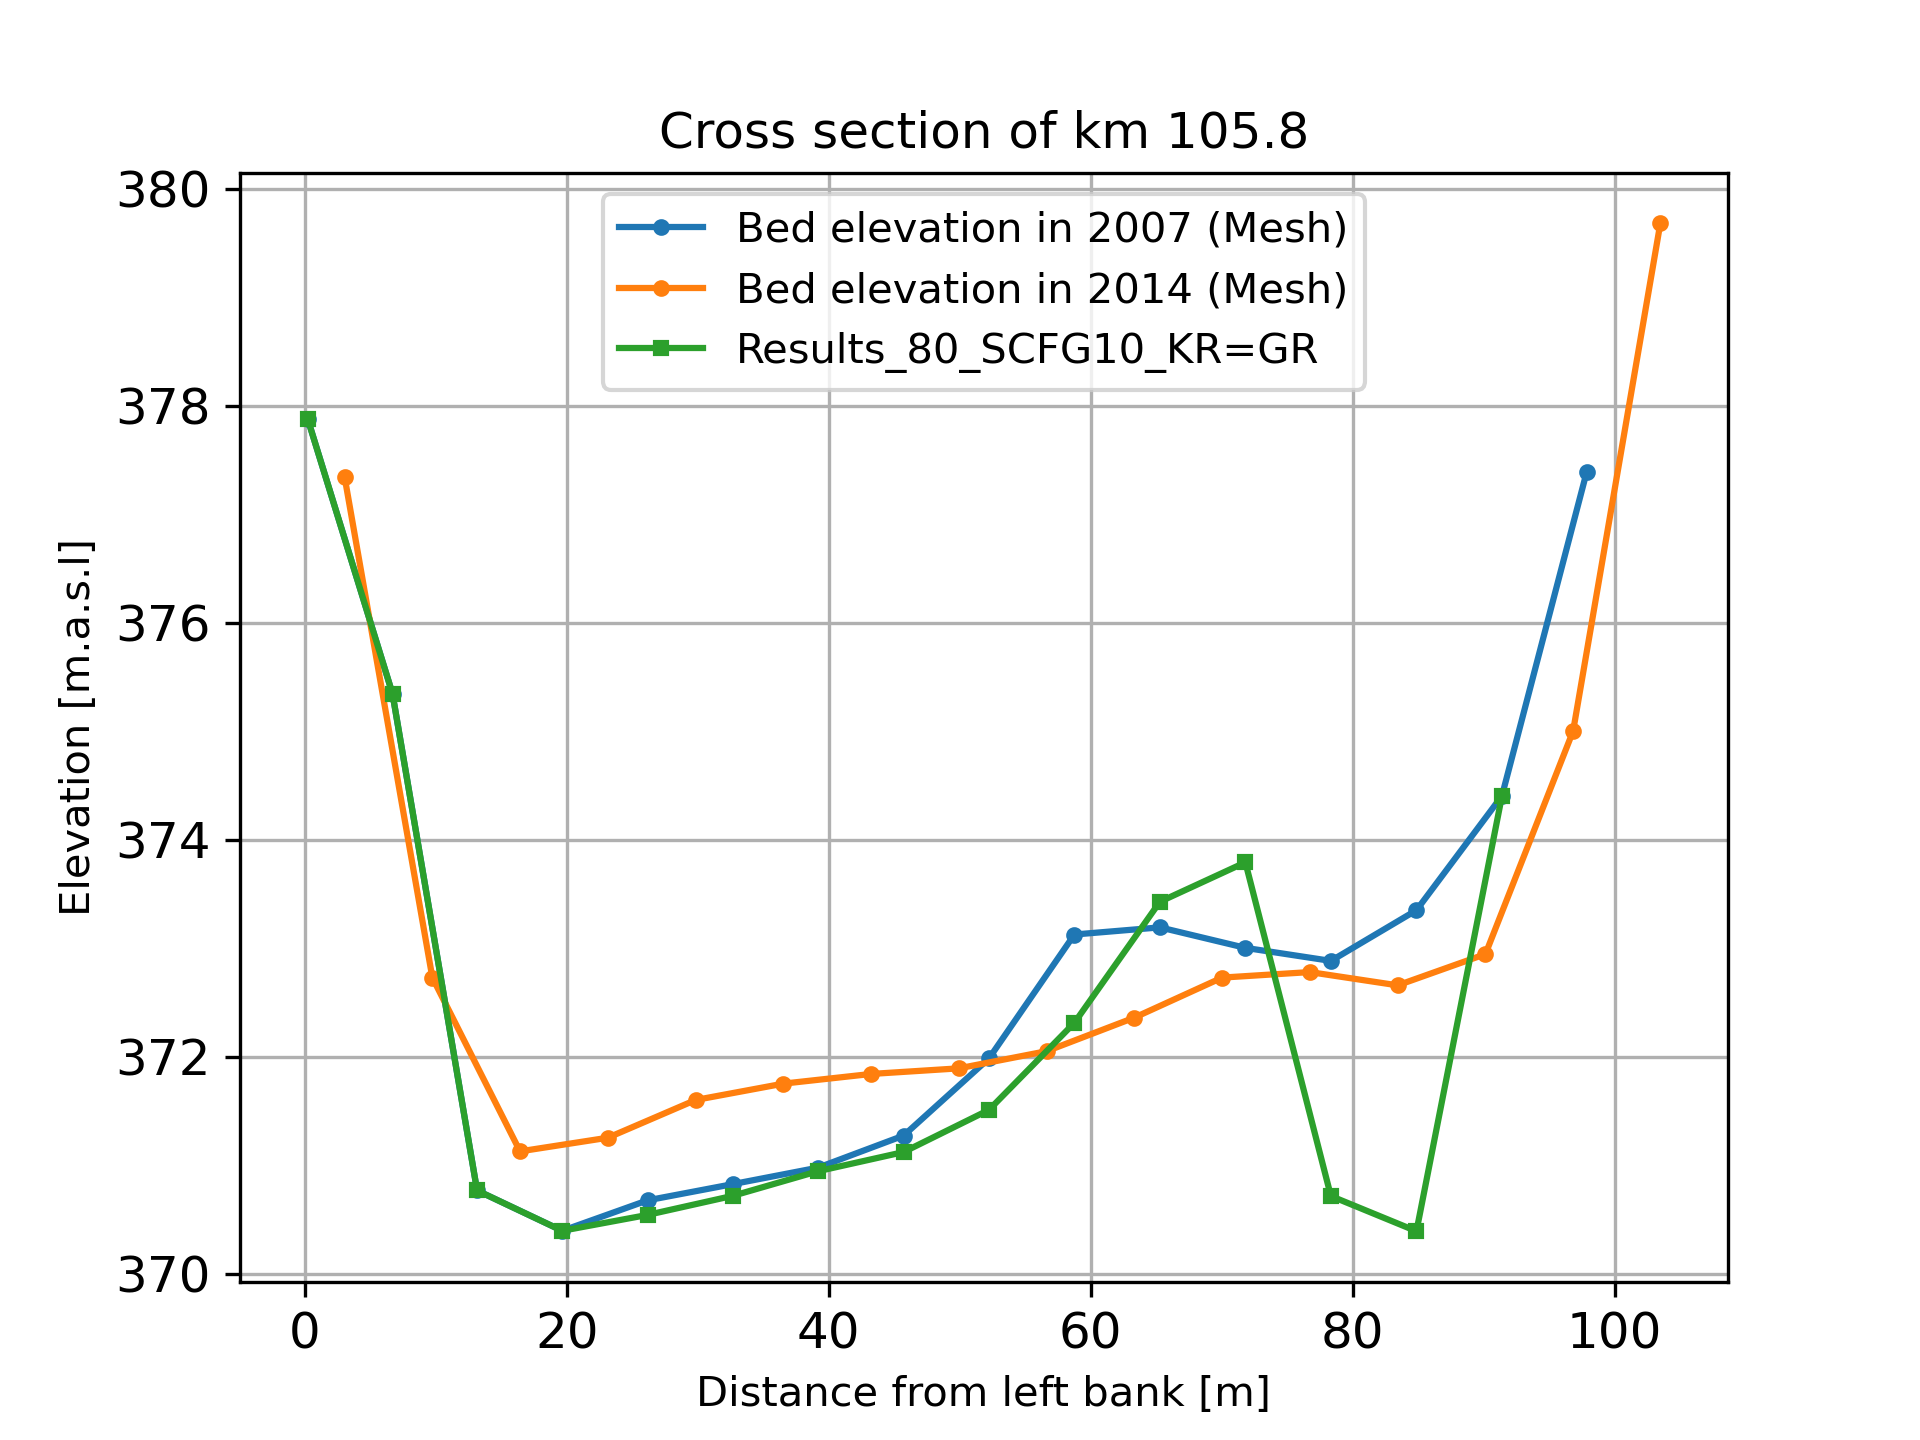 Cross section of km 105.8
Bed elevation in 2007 (Mesh)
Bed elevation in 2014 (Mesh)
Results_80_SCFG10_KR=GR
Elevation [m.a.s.l]
380
378
376
374
372
370
0 20 40 60 80 100
Distance from left bank [m]